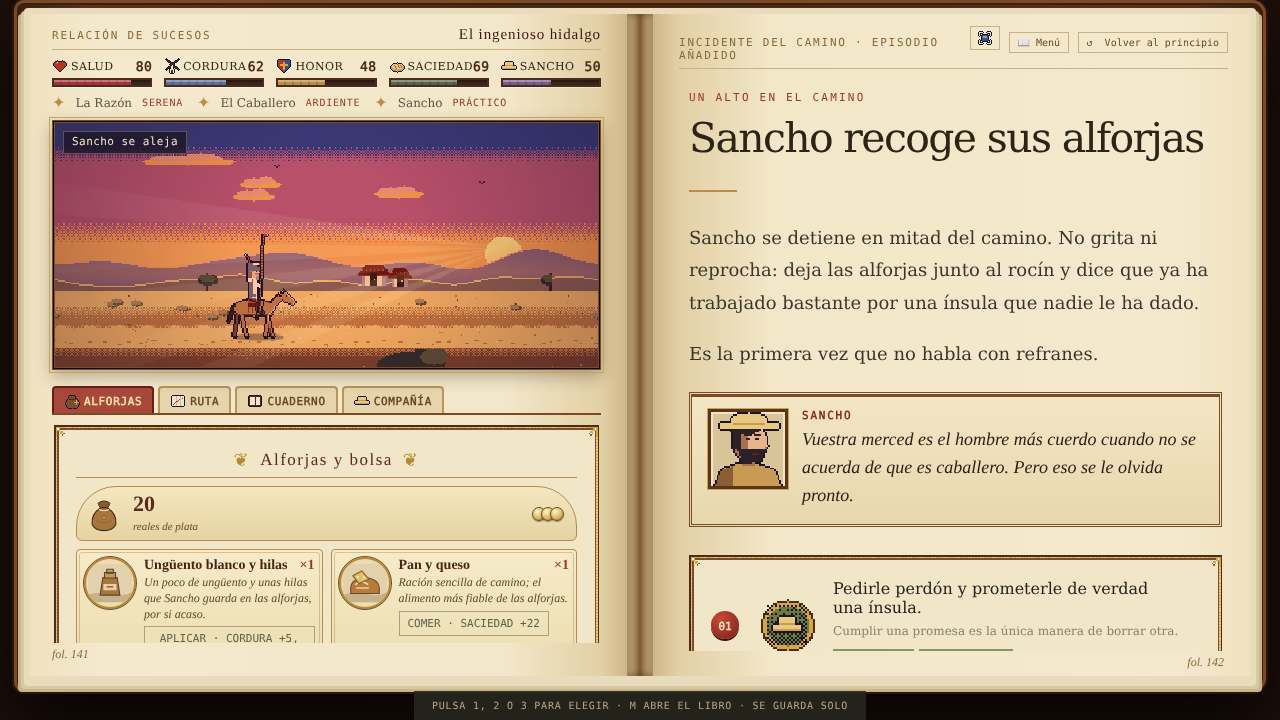 RELACIÓN DE SUCESOS
El ingenioso hidalgo
SALUD 80
CORDURA 62
HONOR 48
SACIEDAD 69
SANCHO 50
La Razón SERENA
El Caballero ARDIENTE
Sancho PRÁCTICO
Sancho se aleja
ALFORJAS
RUTA
CUADERNO
COMPAÑÍA
Alforjas y bolsa
20
reales de plata
Ungüento blanco y hilas ×1
Un poco de ungüento y unas hilas
que Sancho guarda en las alforjas,
por si acaso.
APLICAR · CORDURA +5,
Pan y queso ×1
Ración sencilla de camino; el
alimento más fiable de las alforjas.
COMER · SACIEDAD +22
fol. 141
INCIDENTE DEL CAMINO · EPISODIO
AÑADIDO
Menú
↺ Volver al principio
UN ALTO EN EL CAMINO
Sancho recoge sus alforjas
Sancho se detiene en mitad del camino. No grita ni
reprocha: deja las alforjas junto al rocín y dice que ya ha
trabajado bastante por una ínsula que nadie le ha dado.
Es la primera vez que no habla con refranes.
SANCHO
Vuestra merced es el hombre más cuerdo cuando no se
acuerda de que es caballero. Pero eso se le olvida
pronto.
01
Pedirle perdón y prometerle de verdad
una ínsula.
Cumplir una promesa es la única manera de borrar otra.
fol. 142
PULSA 1, 2 O 3 PARA ELEGIR · M ABRE EL LIBRO · SE GUARDA SOLO